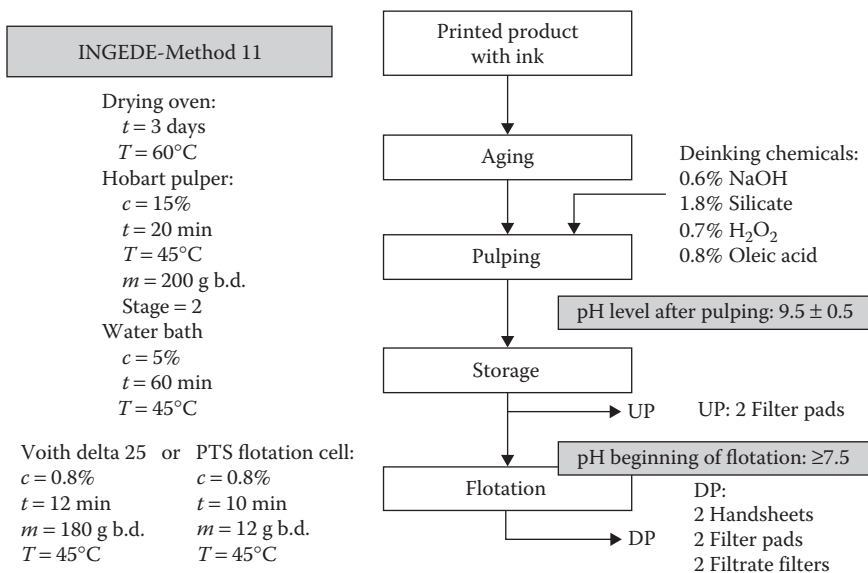 INGEDE-Method 11
Drying oven:
t = 3 days
T = 60°C
Hobart pulper:
c = 15%
t = 20 min
T = 45°C
m = 200 g b.d.
Stage = 2
Water bath
c = 5%
t = 60 min
T = 45°C
Voith delta 25 or PTS flotation cell:
c = 0.8% c = 0.8%
t = 12 min t = 10 min
m = 180 g b.d. m = 12 g b.d.
T = 45°C T = 45°C
Printed product
with ink
Aging
Deinking chemicals:
0.6% NaOH
1.8% Silicate
0.7% H₂O₂
0.8% Oleic acid
Pulping
pH level after pulping: 9.5 ± 0.5
Storage
UP UP: 2 Filter pads
pH beginning of flotation: ≥7.5
Flotation
DP
DP:
2 Handsheets
2 Filter pads
2 Filtrate filters